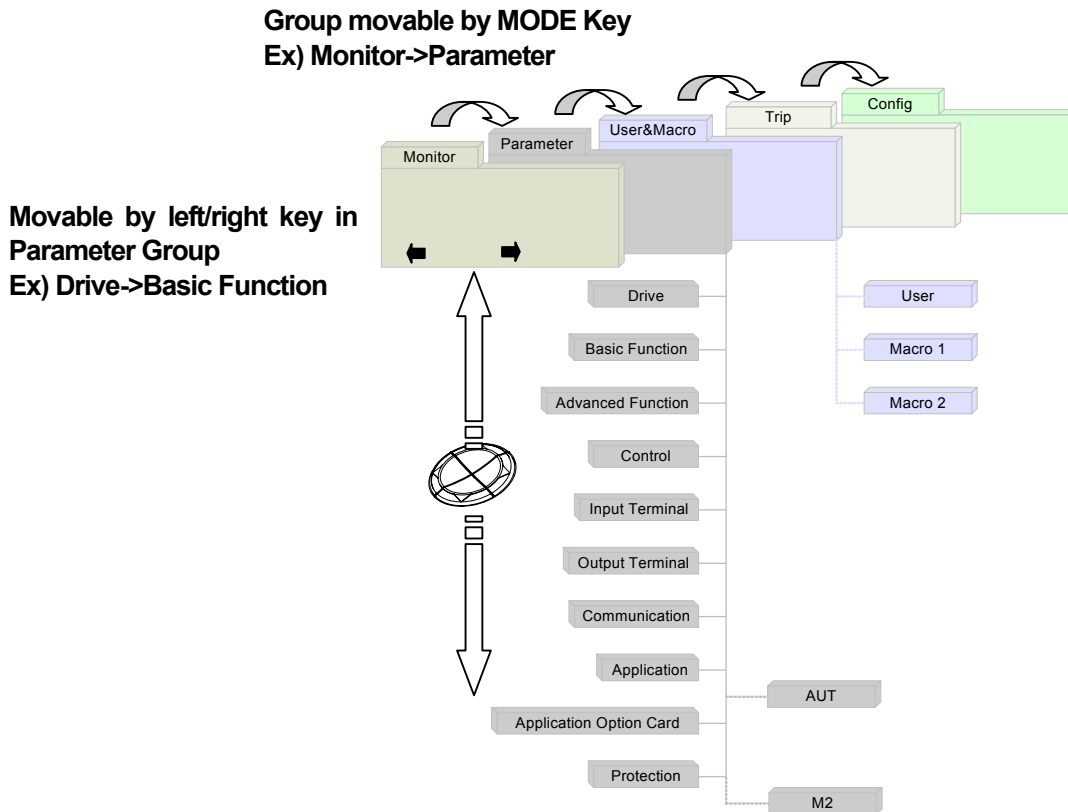 Group movable by MODE Key
Ex) Monitor->Parameter
Config
Trip
User&Macro
Parameter
Monitor
Movable by left/right key in
Parameter Group
Ex) Drive->Basic Function
Drive
User
Basic Function
Macro 1
Advanced Function
Macro 2
Control
Input Terminal
Output Terminal
Communication
Application
AUT
Application Option Card
Protection
M2